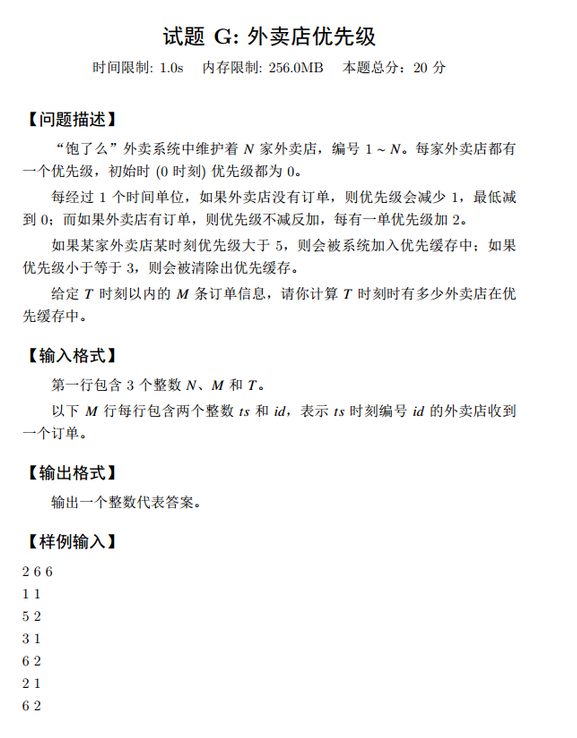 试题 G: 外卖店优先级
时间限制: 1.0s 内存限制: 256.0MB 本题总分：20 分
【问题描述】
“饱了么”外卖系统中维护着 N 家外卖店，编号 1 ~ N。每家外卖店都有
一个优先级，初始时 (0 时刻) 优先级都为 0。
每经过 1 个时间单位，如果外卖店没有订单，则优先级会减少 1，最低减
到 0；而如果外卖店有订单，则优先级不减反加，每有一单优先级加 2。
如果某家外卖店某时刻优先级大于 5，则会被系统加入优先缓存中；如果
优先级小于等于 3，则会被清除出优先缓存。
给定 T 时刻以内的 M 条订单信息，请你计算 T 时刻时有多少外卖店在优
先缓存中。
【输入格式】
第一行包含 3 个整数 N、M 和 T。
以下 M 行每行包含两个整数 ts 和 id，表示 ts 时刻编号 id 的外卖店收到
一个订单。
【输出格式】
输出一个整数代表答案。
【样例输入】
2 6 6
1 1
5 2
3 1
6 2
2 1
6 2